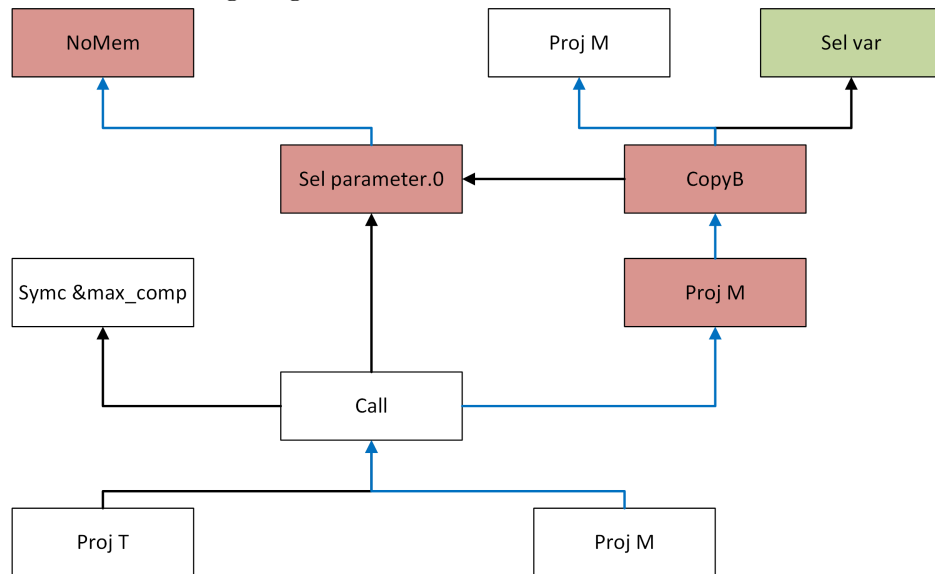 NoMem
Proj M
Sel var
Sel parameter.0
CopyB
Symc &max_comp
Proj M
Call
Proj T
Proj M